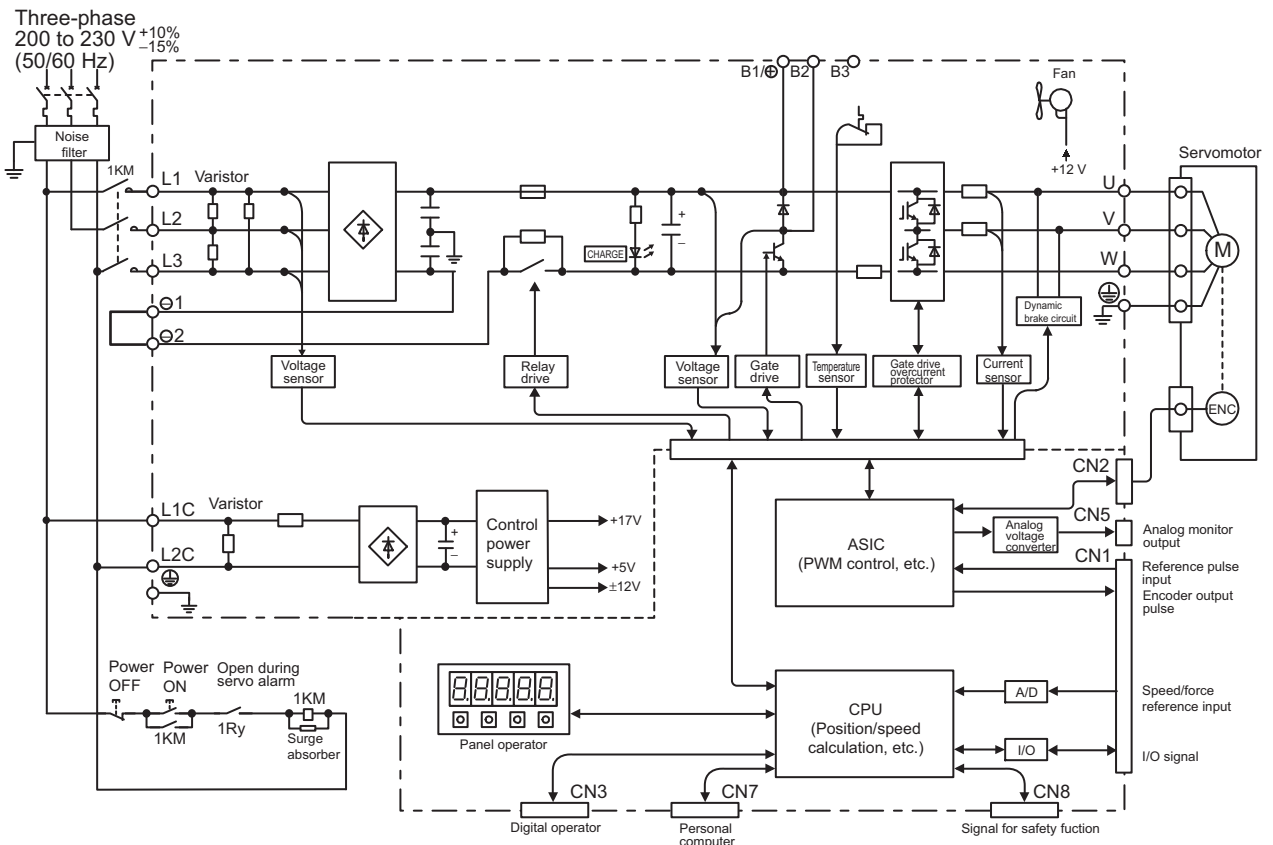 Three-phase
200 to 230 V +10%
–15%
(50/60 Hz)
Noise
filter
1KM
L1
Varistor
L2
L3
⊖1
⊖2
B1/⊕
B2
B3
Fan
+12 V
Servomotor
U
V
W
M
ENC
+
–
CHARGE
Dynamic
brake circuit
Voltage
sensor
Relay
drive
Voltage
sensor
Gate
drive
Temperature
sensor
Gate drive
overcurrent
protector
Current
sensor
L1C
Varistor
L2C
+
–
Control
power
supply
+17V
+5V
±12V
ASIC
(PWM control, etc.)
Analog
voltage
converter
CN2
CN5
Analog monitor
output
CN1
Reference pulse
input
Encoder output
pulse
Power
OFF
Power
ON
Open during
servo alarm
1KM
1KM
1Ry
Surge
absorber
8.8.8.8.8.
Panel operator
CPU
(Position/speed
calculation, etc.)
A/D
Speed/force
reference input
I/O
I/O signal
CN3
Digital operator
CN7
Personal
computer
CN8
Signal for safety fuction